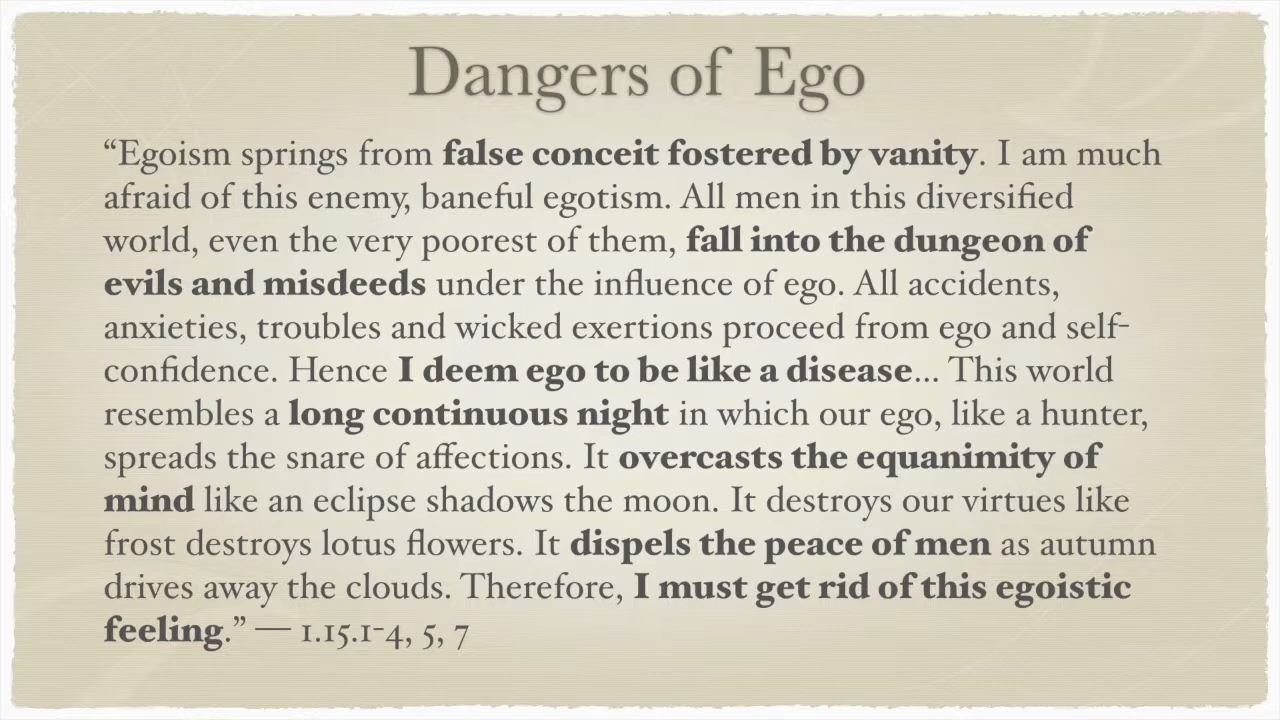 Dangers of Ego
“Egoism springs from false conceit fostered by vanity. I am much
afraid of this enemy, baneful egotism. All men in this diversified
world, even the very poorest of them, fall into the dungeon of
evils and misdeeds under the influence of ego. All accidents,
anxieties, troubles and wicked exertions proceed from ego and self-
confidence. Hence I deem ego to be like a disease... This world
resembles a long continuous night in which our ego, like a hunter,
spreads the snare of affections. It overcasts the equanimity of
mind like an eclipse shadows the moon. It destroys our virtues like
frost destroys lotus flowers. It dispels the peace of men as autumn
drives away the clouds. Therefore, I must get rid of this egoistic
feeling.” — 1.15.1-4, 5, 7